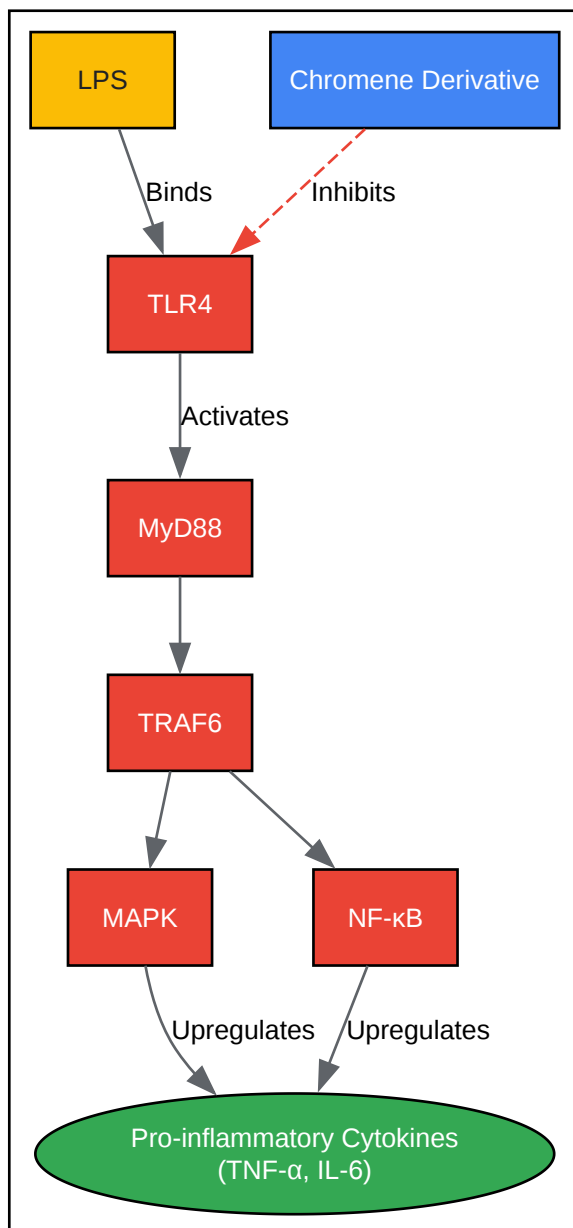 LPS
Chromene Derivative
Binds
Inhibits
TLR4
Activates
MyD88
TRAF6
MAPK
NF-κB
Upregulates
Upregulates
Pro-inflammatory Cytokines
(TNF-α, IL-6)